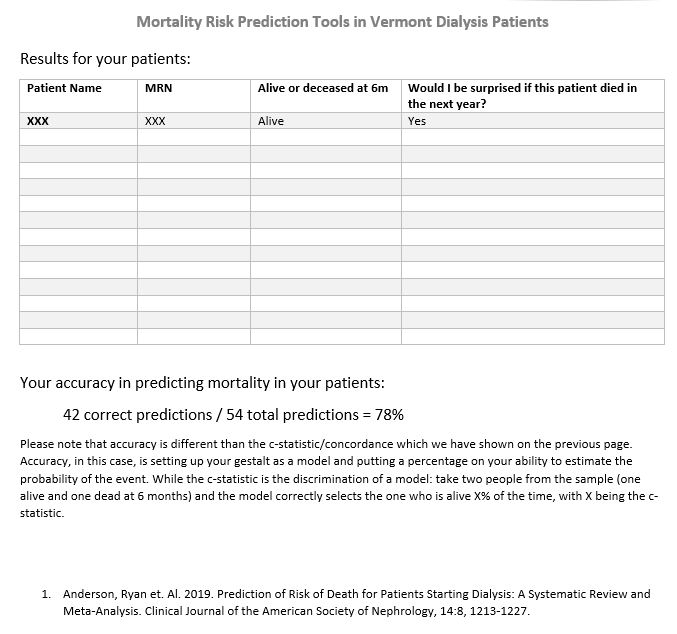 Mortality Risk Prediction Tools in Vermont Dialysis Patients
Results for your patients:
Patient Name MRN Alive or deceased at 6m Would I be surprised if this patient died in
the next year?
XXX XXX Alive Yes
Your accuracy in predicting mortality in your patients:
42 correct predictions / 54 total predictions = 78%
Please note that accuracy is different than the c-statistic/concordance which we have shown on the previous page.
Accuracy, in this case, is setting up your gestalt as a model and putting a percentage on your ability to estimate the
probability of the event. While the c-statistic is the discrimination of a model: take two people from the sample (one
alive and one dead at 6 months) and the model correctly selects the one who is alive X% of the time, with X being the c-
statistic.
1. Anderson, Ryan et. Al. 2019. Prediction of Risk of Death for Patients Starting Dialysis: A Systematic Review and
Meta-Analysis. Clinical Journal of the American Society of Nephrology, 14:8, 1213-1227.